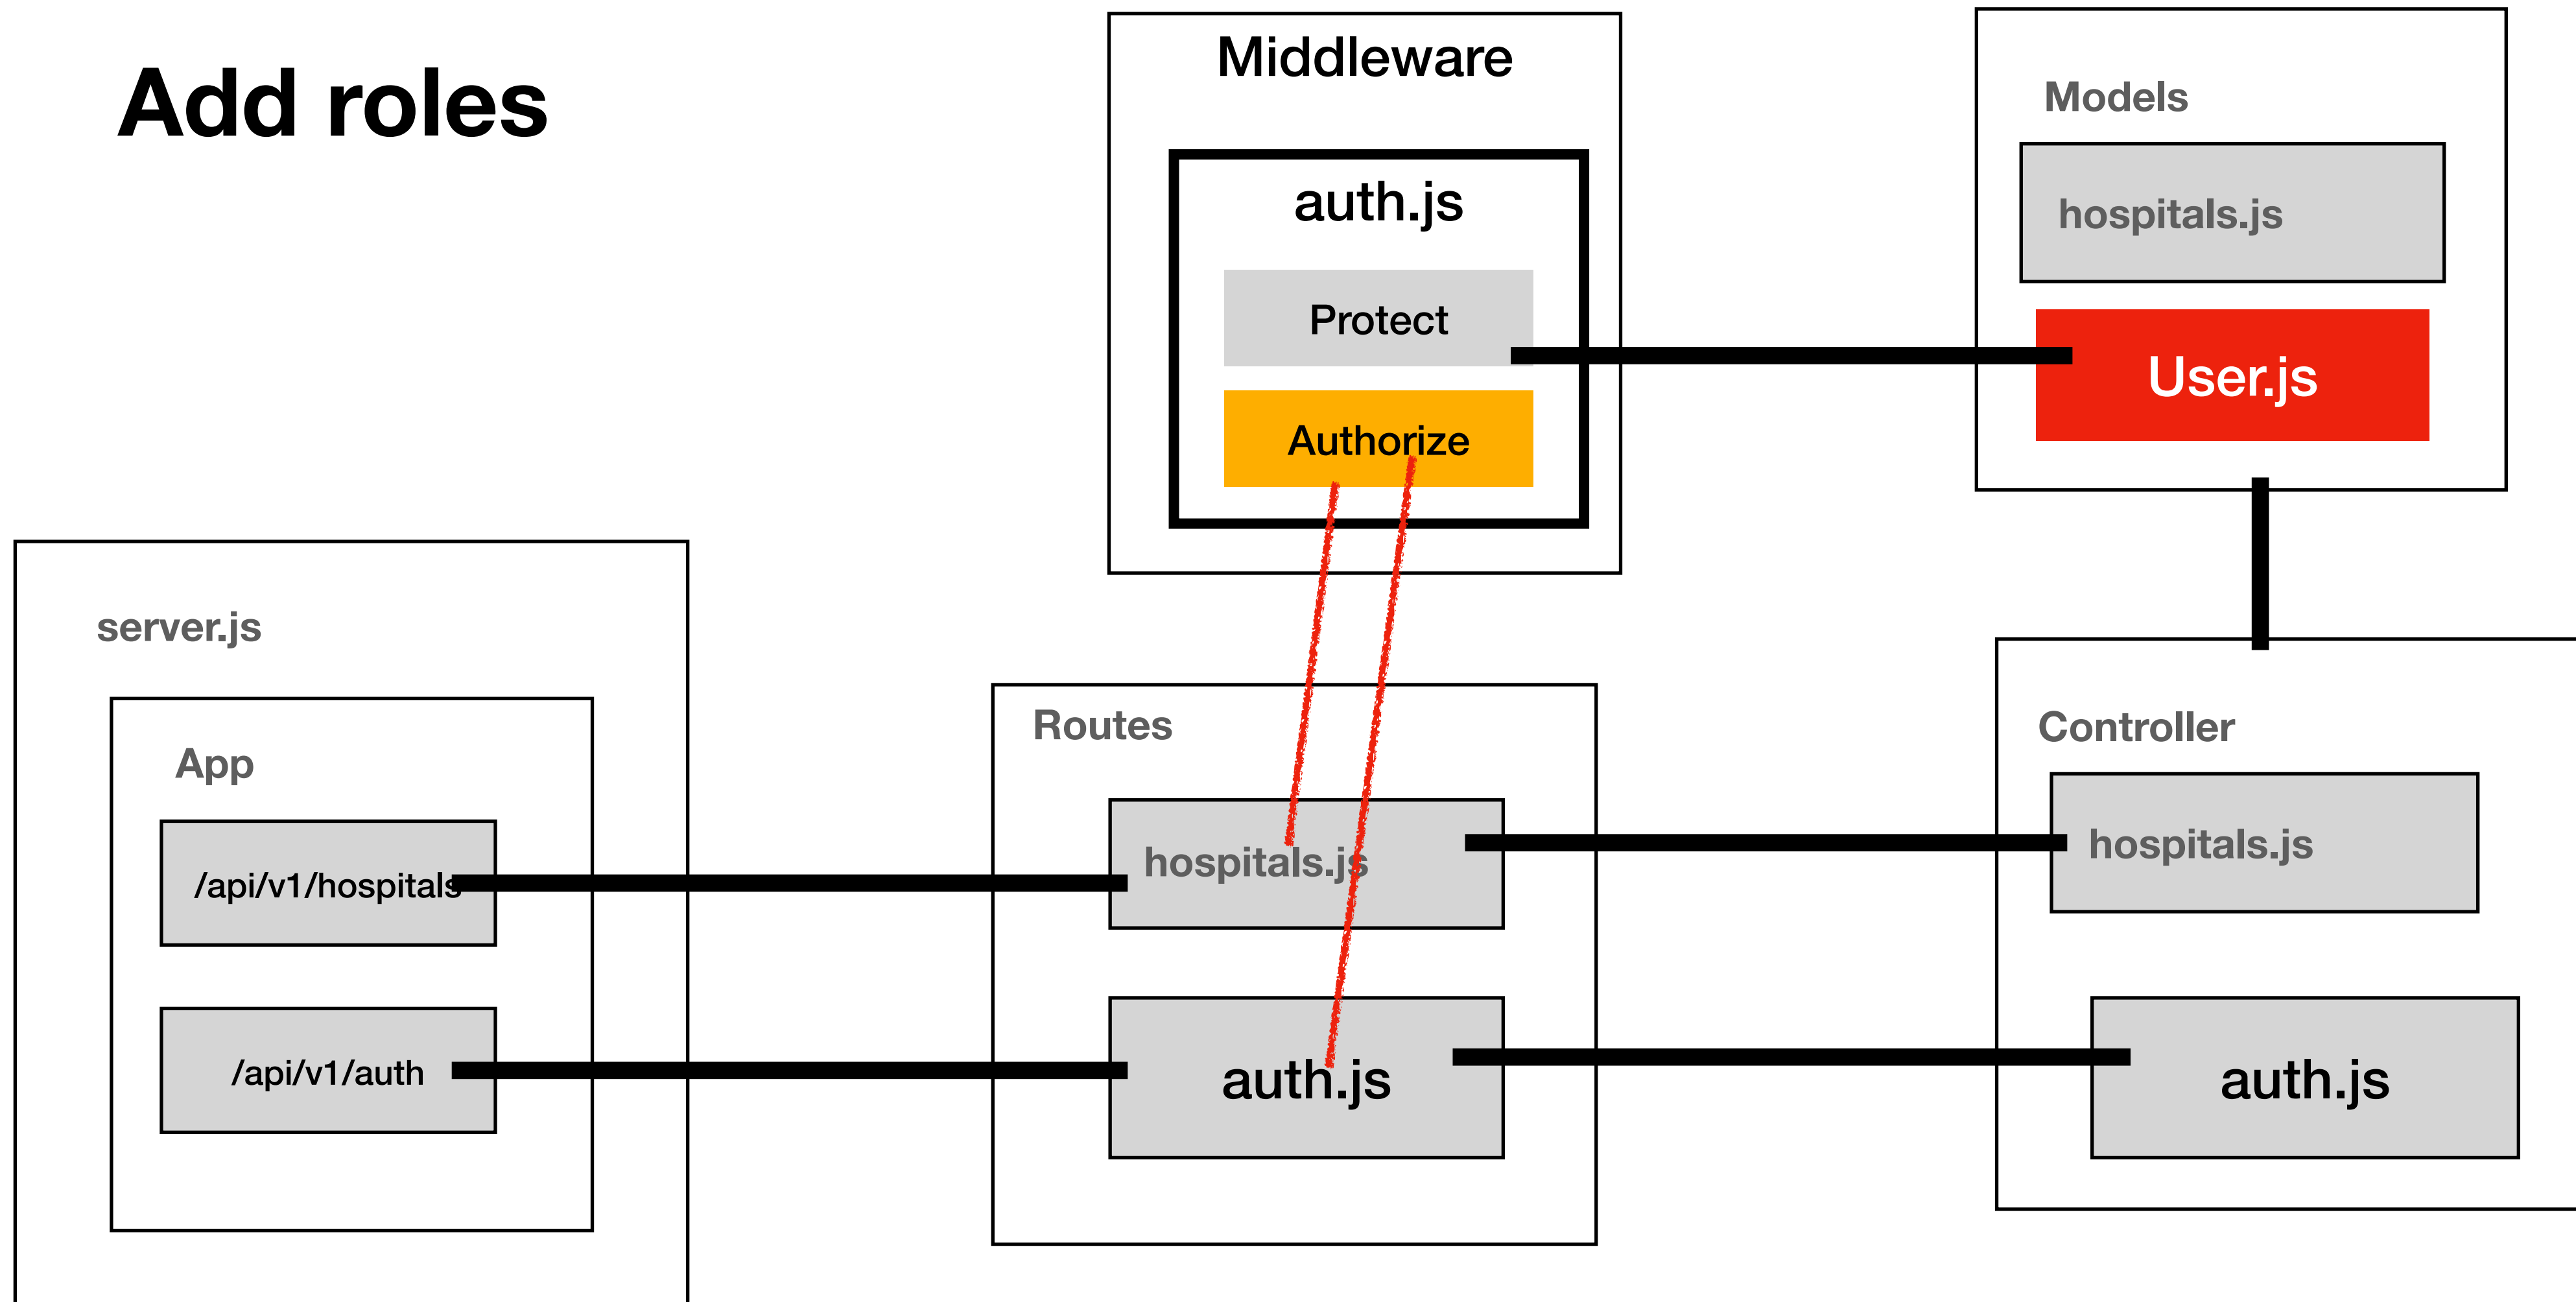 Add roles
Middleware
auth.js
Protect
Authorize
Models
hospitals.js
User.js
server.js
App
/api/v1/hospitals
/api/v1/auth
Routes
hospitals.js
auth.js
Controller
hospitals.js
auth.js